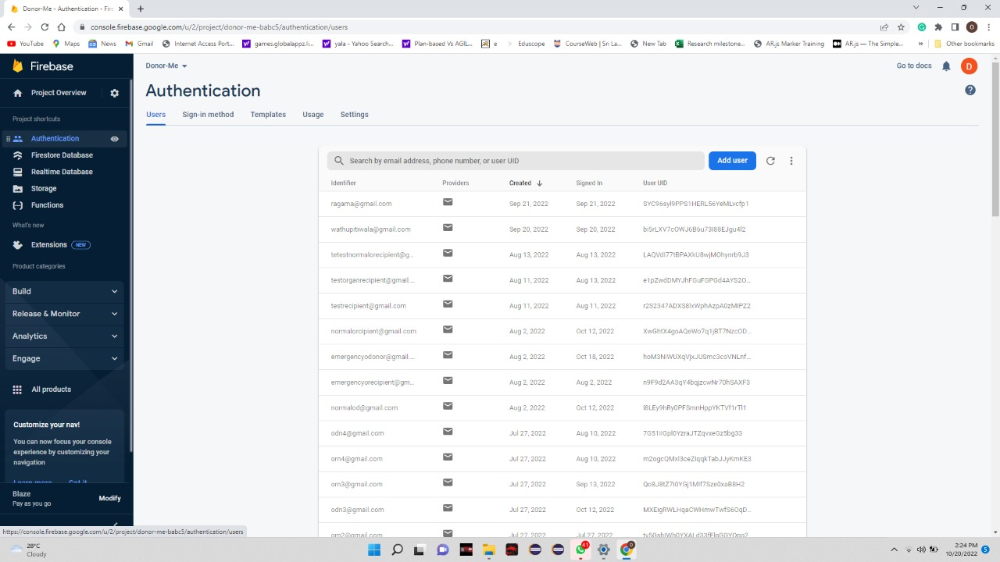 Donor-Me - Authentication - Fire
console.firebase.google.com/u/2/project/donor-me-babc5/authentication/users
O
YouTube Maps News Gmail Internet Access Port... games.globalppz.li... yala - Yahoo Search... Plan-based Vs AGIL... e Eduscope CourseWeb | Sri La... New Tab Research milestone... ARjs Marker Training AR.js — The Simple... » Other bookmarks
Firebase
Donor-Me
Go to docs
D
Project Overview
Authentication
Project shortcuts
Users Sign-in method Templates Usage Settings
Authentication
Firestore Database
Realtime Database
Storage
Functions
What's new
Extensions NEW
Product categories
Build
Release & Monitor
Analytics
Engage
All products
Customize your nav!
You can now focus your console
experience by customizing your
navigation
Learn more Got it
Blaze
Pay as you go
Modify
Search by email address, phone number, or user UID
Add user
Identifier Providers Created Signed In User UID
ragama@gmail.com Sep 21, 2022 Sep 21, 2022 SYC96syl9PPS1HERL56YeMLvcfp1
wathupitiwala@gmail.com Sep 20, 2022 Sep 20, 2022 bi5rLXV7cOWJ6B6u73I88EJgu4l2
tetestnormalorecipient@g... Aug 13, 2022 Aug 13, 2022 LAQVdI77tBPAXkU8wjMOhynrb9J3
testorganrecipient@gmail.... Aug 11, 2022 Aug 13, 2022 e1pZwdDMYJhFGuFGPGd4AYS2O...
testrecipient@gmail.com Aug 11, 2022 Aug 11, 2022 r2S2347ADXS8lxWphAzpA0zMIPZ2
normalorcipient@gmail.com Aug 2, 2022 Oct 12, 2022 XwGhtX4goAQeWo7q1jBT7NzcOD...
emergencyodonor@gmail.... Aug 2, 2022 Oct 18, 2022 hoM3NiWUXqVjxJUSmc3coVNLnf...
emergencyorecipient@gm... Aug 2, 2022 Aug 2, 2022 n9F9d2AA3qY4bqjzcwNr70hSAXF3
normalod@gmail.com Aug 2, 2022 Oct 12, 2022 l8LEy9hRy0PFSmnHppYKTVf1rTl1
odn4@gmail.com Jul 27, 2022 Aug 10, 2022 7G51iIGpl0YzraJTZqvxeGz5bg33
orn4@gmail.com Jul 27, 2022 Aug 10, 2022 m2ogcQMxl3ceZIqqkTabJJyKmKE3
orn3@gmail.com Jul 27, 2022 Sep 13, 2022 Qo8J8tZ7i0YGj1MIf7Sze0xaB8H2
odn3@gmail.com Jul 27, 2022 Oct 12, 2022 MXEigRWLHqaCWHmwTwfS6OqD...
orn2@gmail.com Jul 27, 2022 Jul 27, 2022
https://console.firebase.google.com/u/2/project/donor-me-babc5/authentication/users
28°C
Cloudy
41
2:24 PM
10/20/2022
5